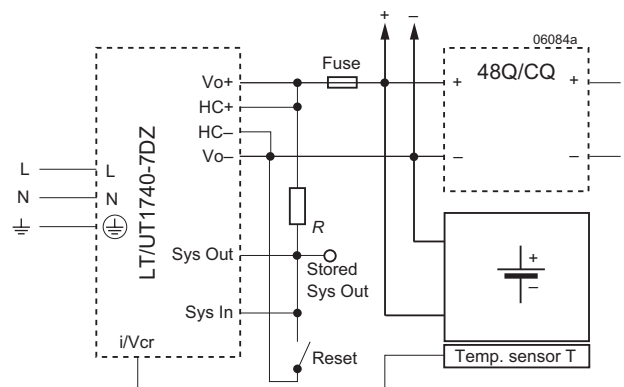 + –
06084a
Fuse
48Q/CQ
Vo+
+ +
HC+
HC–
Vo–
– –
LT/UT1740-7DZ
L L
N N
R
Sys Out
Stored
Sys Out
+
–
Sys In
i/Vcr
Reset
Temp. sensor T